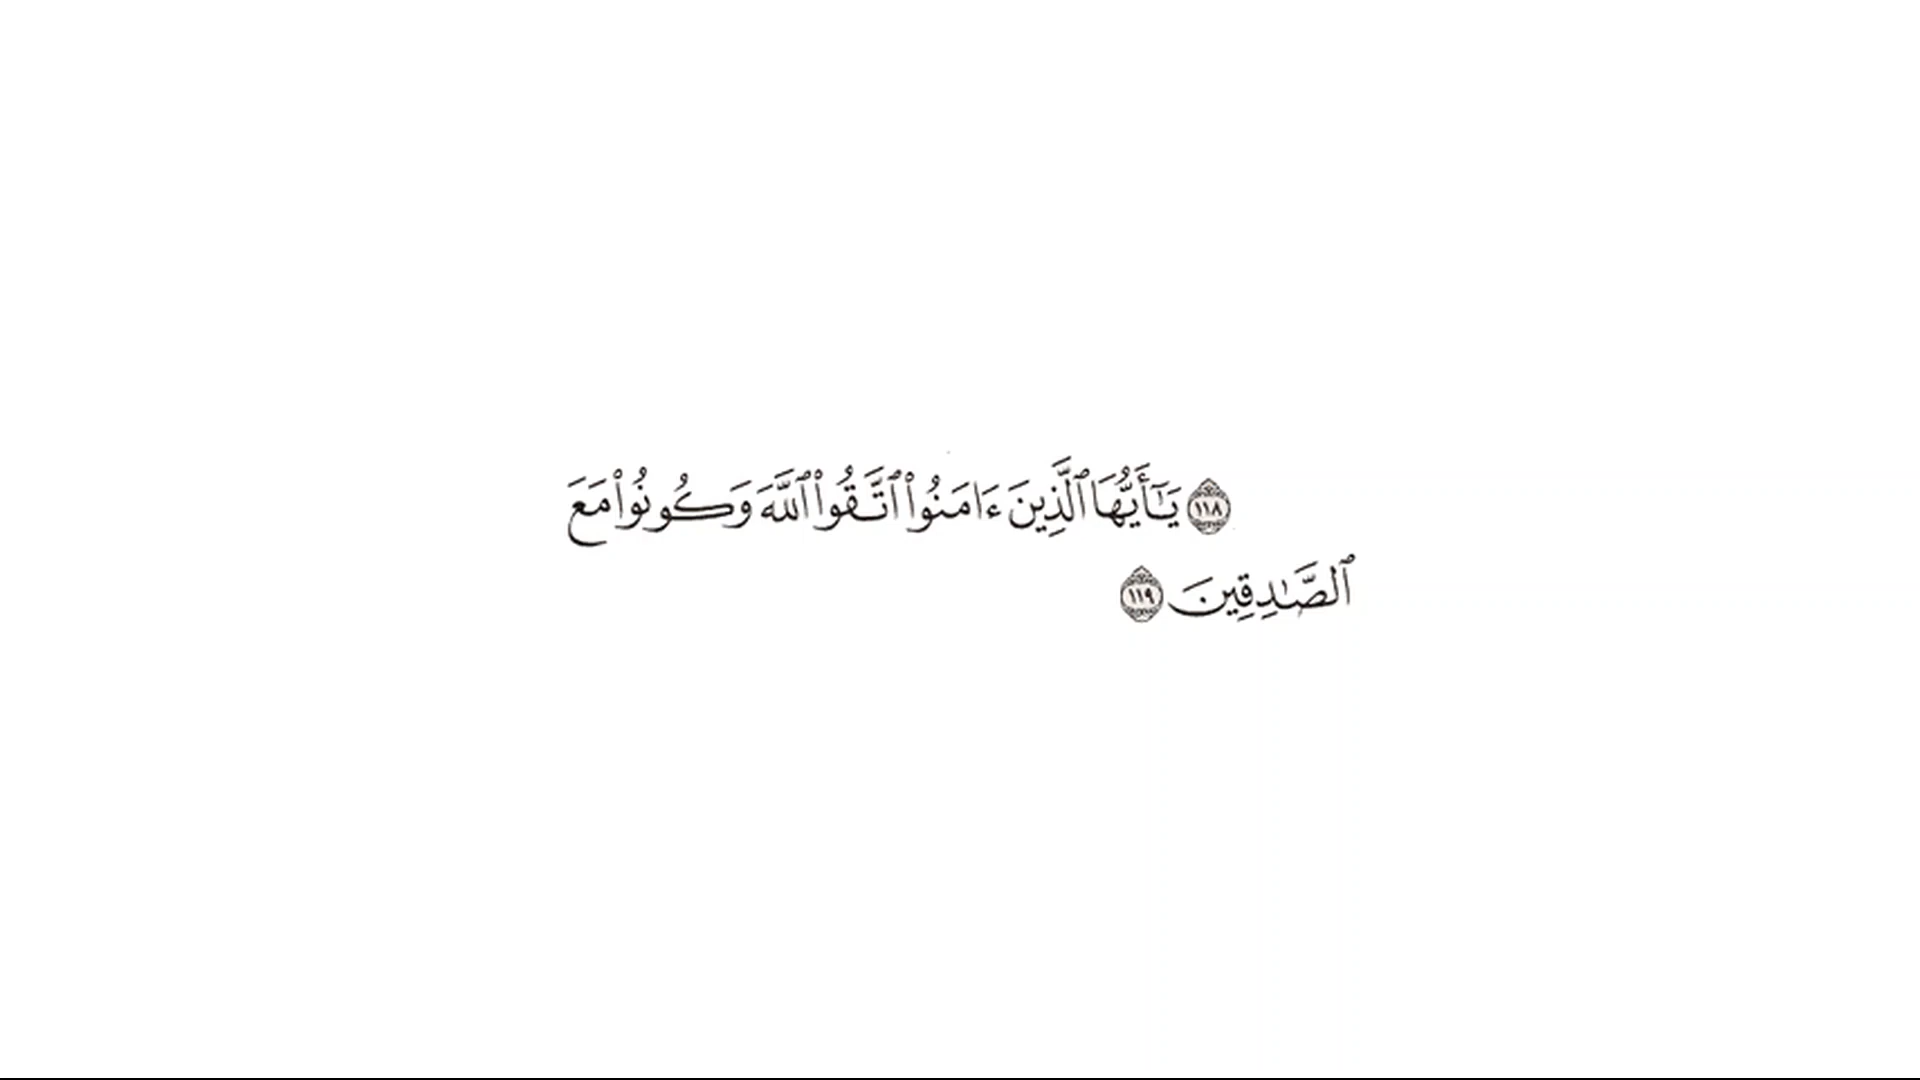 ١١٨ يَـٰٓأَيُّهَا ٱلَّذِينَ ءَامَنُوا۟ ٱتَّقُوا۟ ٱللَّهَ وَكُونُوا۟ مَعَ
ٱلصَّـٰدِقِينَ ١١٩